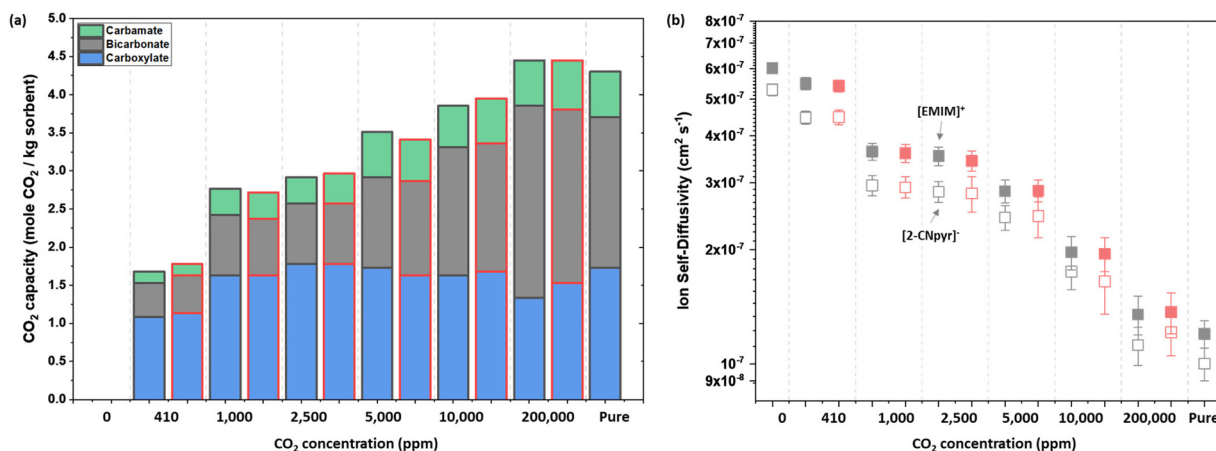 (a)
Carbamate
Bicarbonate
Carboxylate
CO₂ capacity (mole CO₂ / kg sorbent)
5.0
4.5
4.0
3.5
3.0
2.5
2.0
1.5
1.0
0.5
0.0
0 410 1,000 2,500 5,000 10,000 200,000 Pure
CO₂ concentration (ppm)
(b)
Ion Self-Diffusivity (cm² s⁻¹)
8x10⁻⁷
7x10⁻⁷
6x10⁻⁷
5x10⁻⁷
4x10⁻⁷
3x10⁻⁷
2x10⁻⁷
10⁻⁷
9x10⁻⁸
[EMIM]⁺
[2-CNpyr]⁻
0 410 1,000 2,500 5,000 10,000 200,000 Pure
CO₂ concentration (ppm)